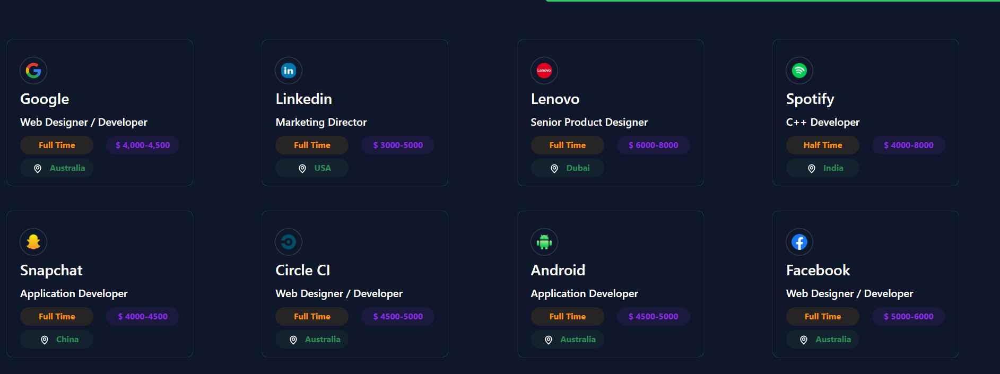 Google
Web Designer / Developer
Full Time
$ 4,000-4,500
Australia
in
Linkedin
Marketing Director
Full Time
$ 3000-5000
USA
Lenovo
Lenovo
Senior Product Designer
Full Time
$ 6000-8000
Dubai
Spotify
C++ Developer
Half Time
$ 4000-8000
India
Snapchat
Application Developer
Full Time
$ 4000-4500
China
Circle CI
Web Designer / Developer
Full Time
$ 4500-5000
Australia
Android
Application Developer
Full Time
$ 4500-5000
Australia
Facebook
Web Designer / Developer
Full Time
$ 5000-6000
Australia